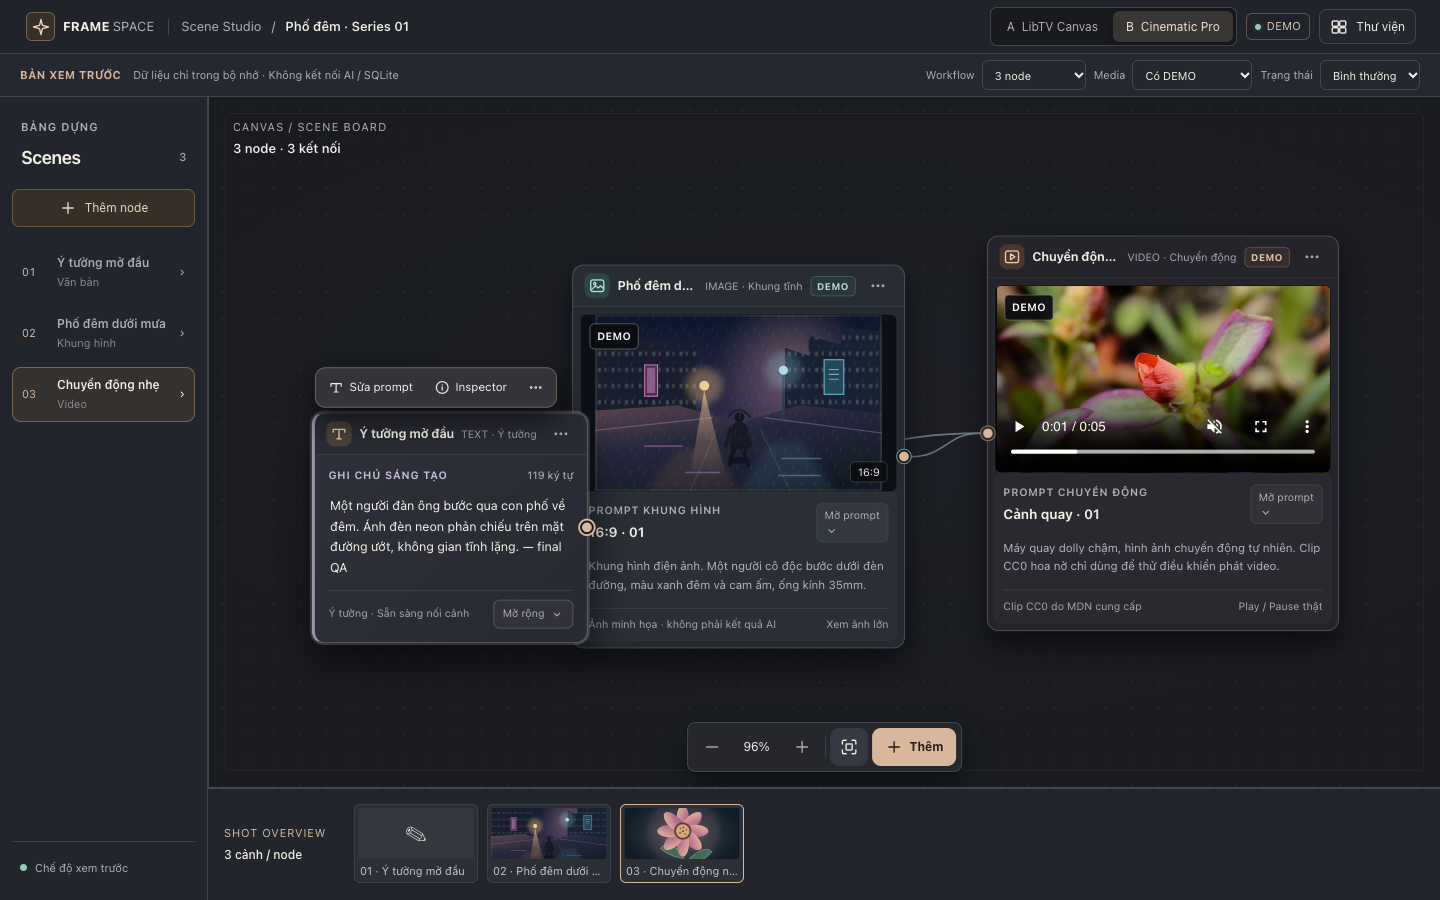 FRAME SPACE
Scene Studio / Phố đêm · Series 01
A LibTV Canvas
B Cinematic Pro
DEMO
Thư viện
BẢN XEM TRƯỚC Dữ liệu chỉ trong bộ nhớ · Không kết nối AI / SQLite
Workflow 3 node
Media Có DEMO
Trạng thái Bình thường
BẢNG DỰNG
Scenes 3
Thêm node
01 Ý tưởng mở đầu
Văn bản
02 Phố đêm dưới mưa
Khung hình
03 Chuyển động nhẹ
Video
Chế độ xem trước
CANVAS / SCENE BOARD
3 node · 3 kết nối
Sửa prompt
Inspector
Ý tưởng mở đầu TEXT · Ý tưởng
GHI CHÚ SÁNG TẠO 119 ký tự
Một người đàn ông bước qua con phố về
đêm. Ánh đèn neon phản chiếu trên mặt
đường ướt, không gian tĩnh lặng. — final
QA
Ý tưởng · Sẵn sàng nối cảnh
Mở rộng
Phố đêm d... IMAGE · Khung tĩnh DEMO
DEMO
16:9
PROMPT KHUNG HÌNH
16:9 · 01
Mở prompt
Khung hình điện ảnh. Một người cô độc bước dưới đèn
đường, màu xanh đêm và cam ấm, ống kính 35mm.
Ảnh minh họa · không phải kết quả AI
Xem ảnh lớn
Chuyển độn... VIDEO · Chuyển động DEMO
DEMO
0:01 / 0:05
PROMPT CHUYỂN ĐỘNG
Cảnh quay · 01
Mở prompt
Máy quay dolly chậm, hình ảnh chuyển động tự nhiên. Clip
CC0 hoa nở chỉ dùng để thử điều khiển phát video.
Clip CC0 do MDN cung cấp
Play / Pause thật
96%
Thêm
SHOT OVERVIEW
3 cảnh / node
01 · Ý tưởng mở đầu
02 · Phố đêm dưới ...
03 · Chuyển động n...